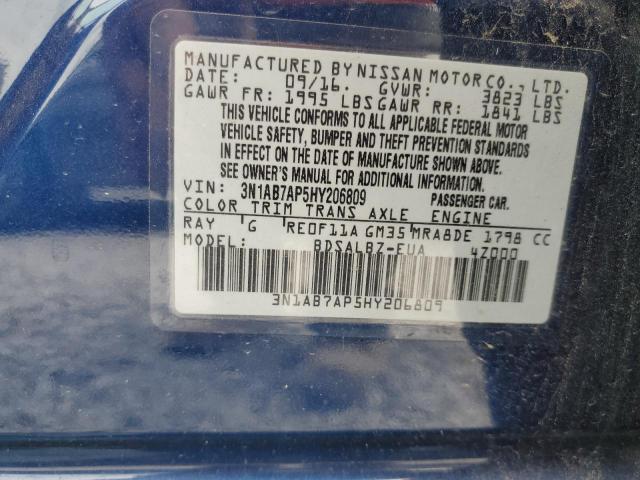 MANUFACTURED BY NISSAN MOTOR CO., LTD.
DATE: 09/16. GVWR: 3823 LBS
GAWR FR: 1995 LBS GAWR RR: 1841 LBS
THIS VEHICLE CONFORMS TO ALL APPLICABLE FEDERAL MOTOR
VEHICLE SAFETY, BUMPER AND THEFT PREVENTION STANDARDS
IN EFFECT ON THE DATE OF MANUFACTURE SHOWN ABOVE.
SEE OWNER'S MANUAL FOR ADDITIONAL INFORMATION.
VIN: 3N1AB7AP5HY206809 PASSENGER CAR.
COLOR TRIM TRANS AXLE ENGINE
RAY 'G RE0F11A GM35 MRA8DE 1798 CC
MODEL: BDSALBZ-EUA 4Z000
3N1AB7AP5HY206809